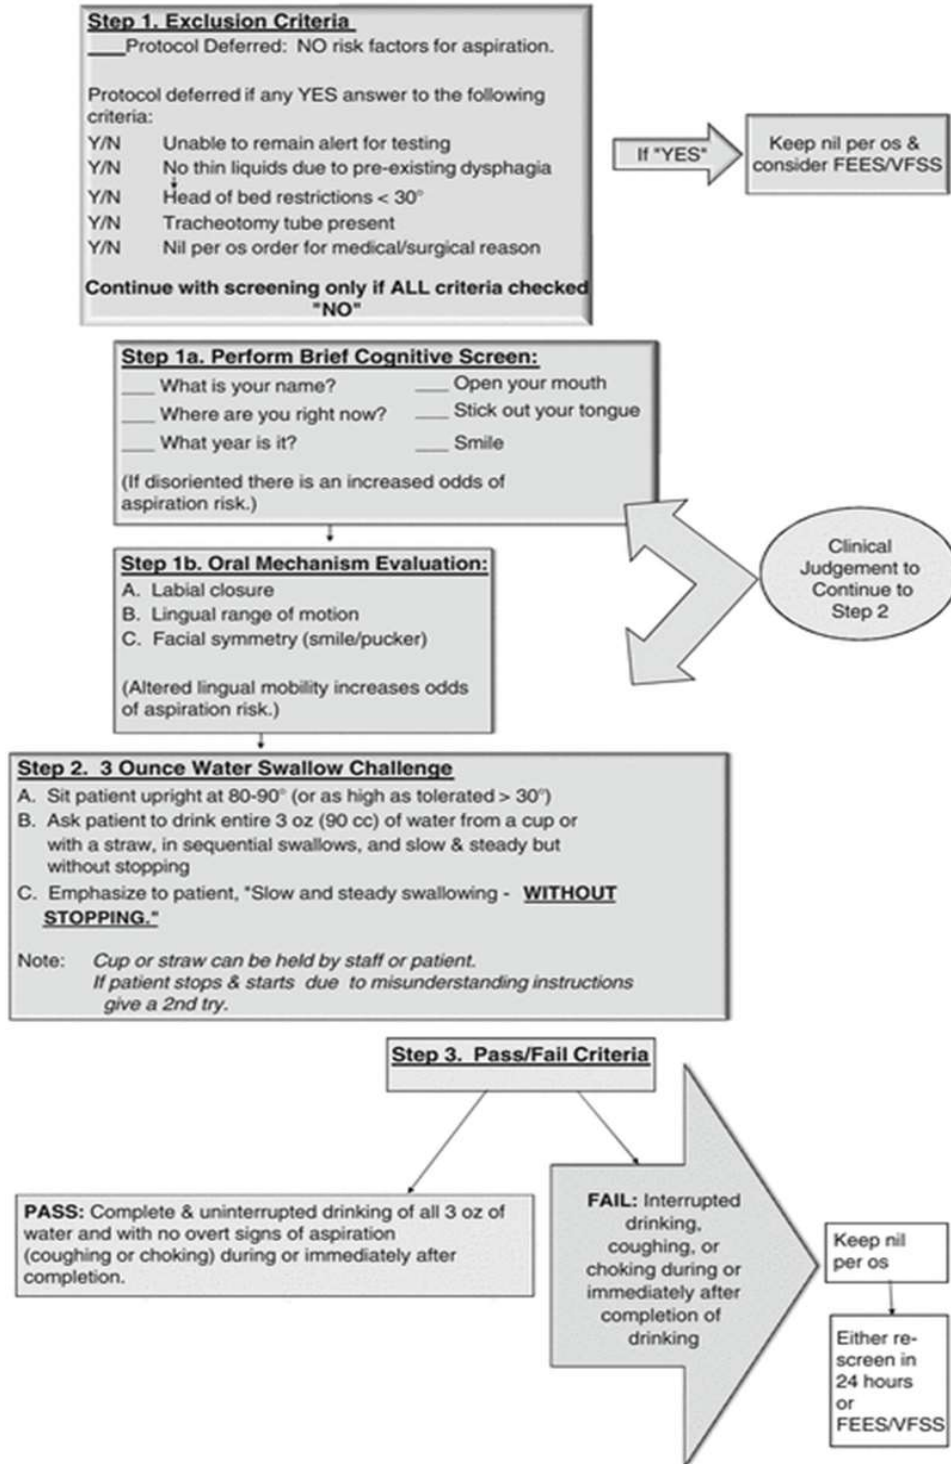 Step 1. Exclusion Criteria
___Protocol Deferred: NO risk factors for aspiration.
Protocol deferred if any YES answer to the following
criteria:
Y/N Unable to remain alert for testing
Y/N No thin liquids due to pre-existing dysphagia
Y/N Head of bed restrictions < 30°
Y/N Tracheotomy tube present
Y/N Nil per os order for medical/surgical reason
Continue with screening only if ALL criteria checked
"NO"
If "YES"
Keep nil per os &
consider FEES/VFSS
Step 1a. Perform Brief Cognitive Screen:
___ What is your name? ___ Open your mouth
___ Where are you right now? ___ Stick out your tongue
___ What year is it? ___ Smile
(If disoriented there is an increased odds of
aspiration risk.)
Step 1b. Oral Mechanism Evaluation:
A. Labial closure
B. Lingual range of motion
C. Facial symmetry (smile/pucker)
(Altered lingual mobility increases odds
of aspiration risk.)
Clinical
Judgement to
Continue to
Step 2
Step 2. 3 Ounce Water Swallow Challenge
A. Sit patient upright at 80-90° (or as high as tolerated > 30°)
B. Ask patient to drink entire 3 oz (90 cc) of water from a cup or
with a straw, in sequential swallows, and slow & steady but
without stopping
C. Emphasize to patient, "Slow and steady swallowing - WITHOUT
STOPPING."
Note: Cup or straw can be held by staff or patient.
If patient stops & starts due to misunderstanding instructions
give a 2nd try.
Step 3. Pass/Fail Criteria
PASS: Complete & uninterrupted drinking of all 3 oz of
water and with no overt signs of aspiration
(coughing or choking) during or immediately after
completion.
FAIL: Interrupted
drinking,
coughing, or
choking during or
immediately after
completion of
drinking
Keep nil
per os
Either re-
screen in
24 hours
or
FEES/VFSS